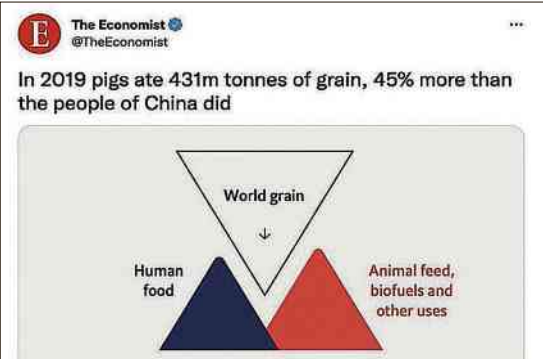 The Economist
@TheEconomist
In 2019 pigs ate 431m tonnes of grain, 45% more than
the people of China did
World grain
↓
Human
food
Animal feed,
biofuels and
other uses